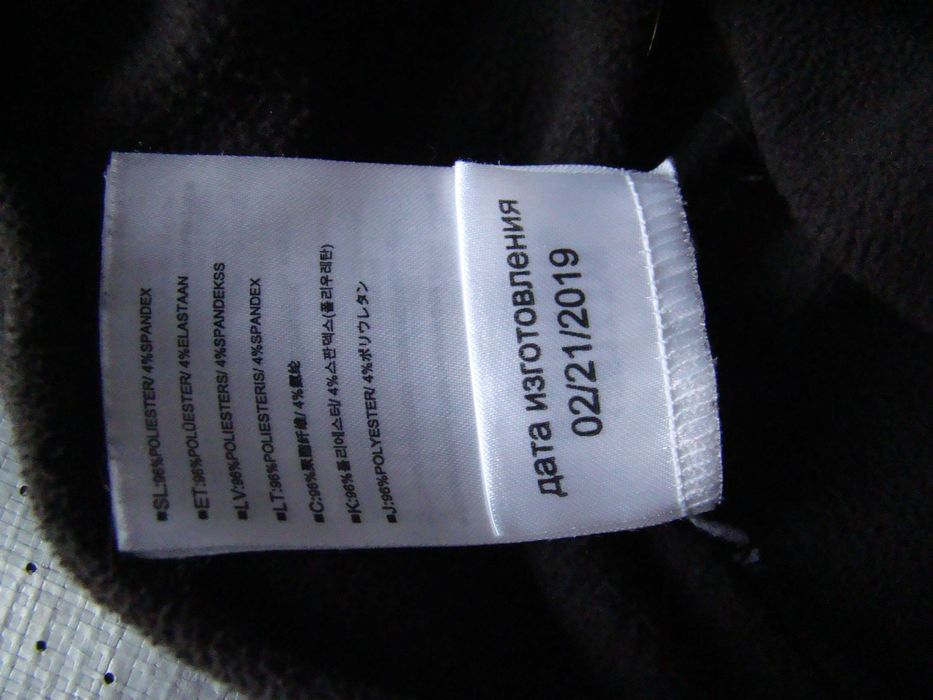 ■SL:96%POLIESTER/ 4%SPANDEX
■ET:96%POLÜESTER/ 4%ELASTAAN
■LV:96%POLIESTERS/ 4%SPANDEKSS
■LT:96%POLIESTERIS/ 4%SPANDEX
■C:96%聚酯纤维/ 4%氨纶
■K:96%폴리에스터/ 4%스판덱스(폴리우레탄)
■J:96%POLYESTER/ 4%ポリウレタン
дата изготовления
02/21/2019